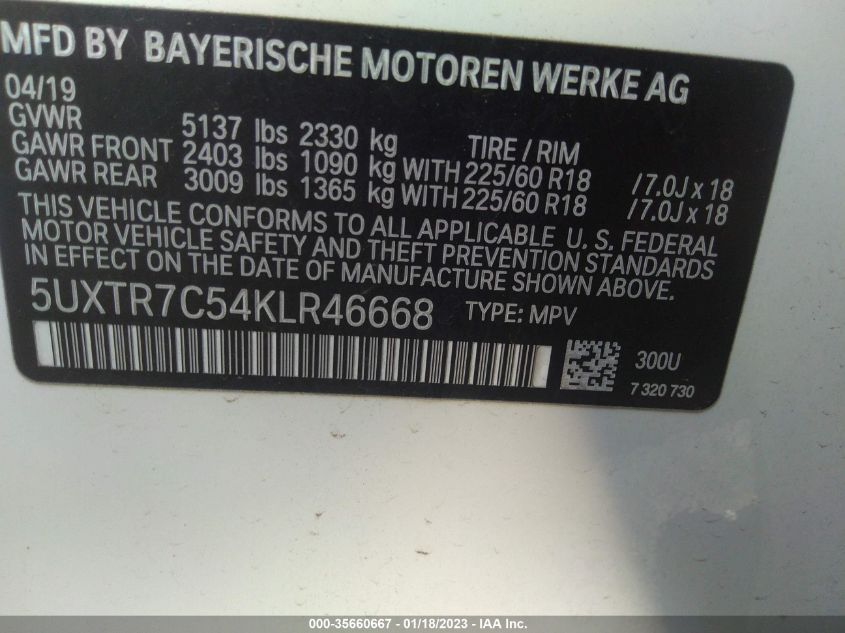 MFD BY BAYERISCHE MOTOREN WERKE AG
04/19
GVWR 5137 lbs 2330 kg TIRE / RIM
GAWR FRONT 2403 lbs 1090 kg WITH 225/60 R18 /7.0J x 18
GAWR REAR 3009 lbs 1365 kg WITH 225/60 R18 /7.0J x 18
THIS VEHICLE CONFORMS TO ALL APPLICABLE U. S. FEDERAL
MOTOR VEHICLE SAFETY AND THEFT PREVENTION STANDARDS
IN EFFECT ON THE DATE OF MANUFACTURE SHOWN ABOVE.
5UXTR7C54KLR46668 TYPE: MPV
300U
7 320 730
000-35660667 - 01/18/2023 - IAA Inc.